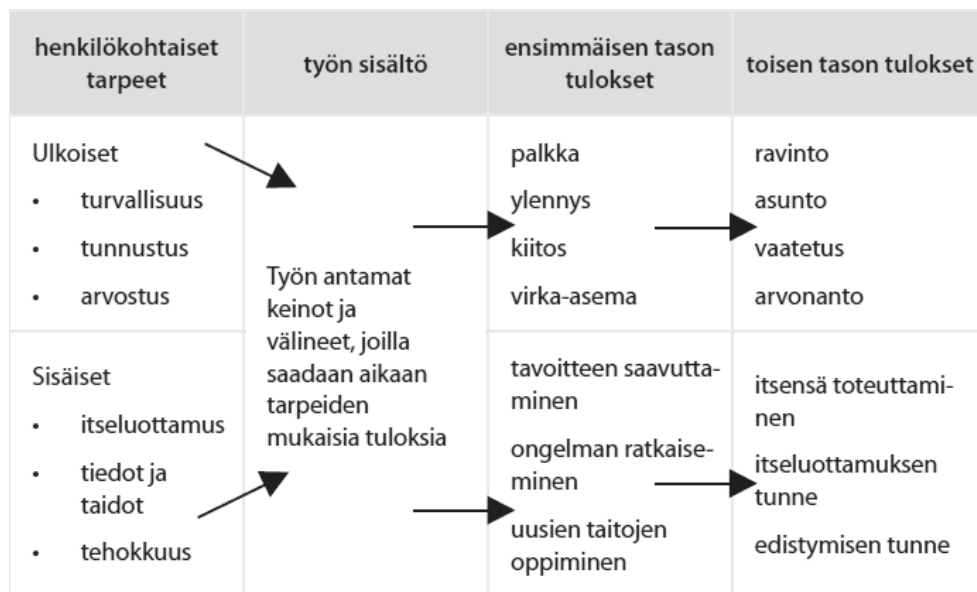 henkilökohtaiset
tarpeet
työn sisältö
ensimmäisen tason
tulokset
toisen tason tulokset
Ulkoiset
• turvallisuus
• tunnustus
• arvostus
Sisäiset
• itseluottamus
• tiedot ja
taidot
• tehokkuus
Työn antamat
keinot ja
välineet, joilla
saadaan aikaan
tarpeiden
mukaisia tuloksia
palkka
ylennys
kiitos
virka-asema
tavoitteen saavutta-
minen
ongelman ratkaise-
minen
uusien taitojen
oppiminen
ravinto
asunto
vaatetus
arvonanto
itsensä toteuttami-
nen
itseluottamuksen
tunne
edistymisen tunne